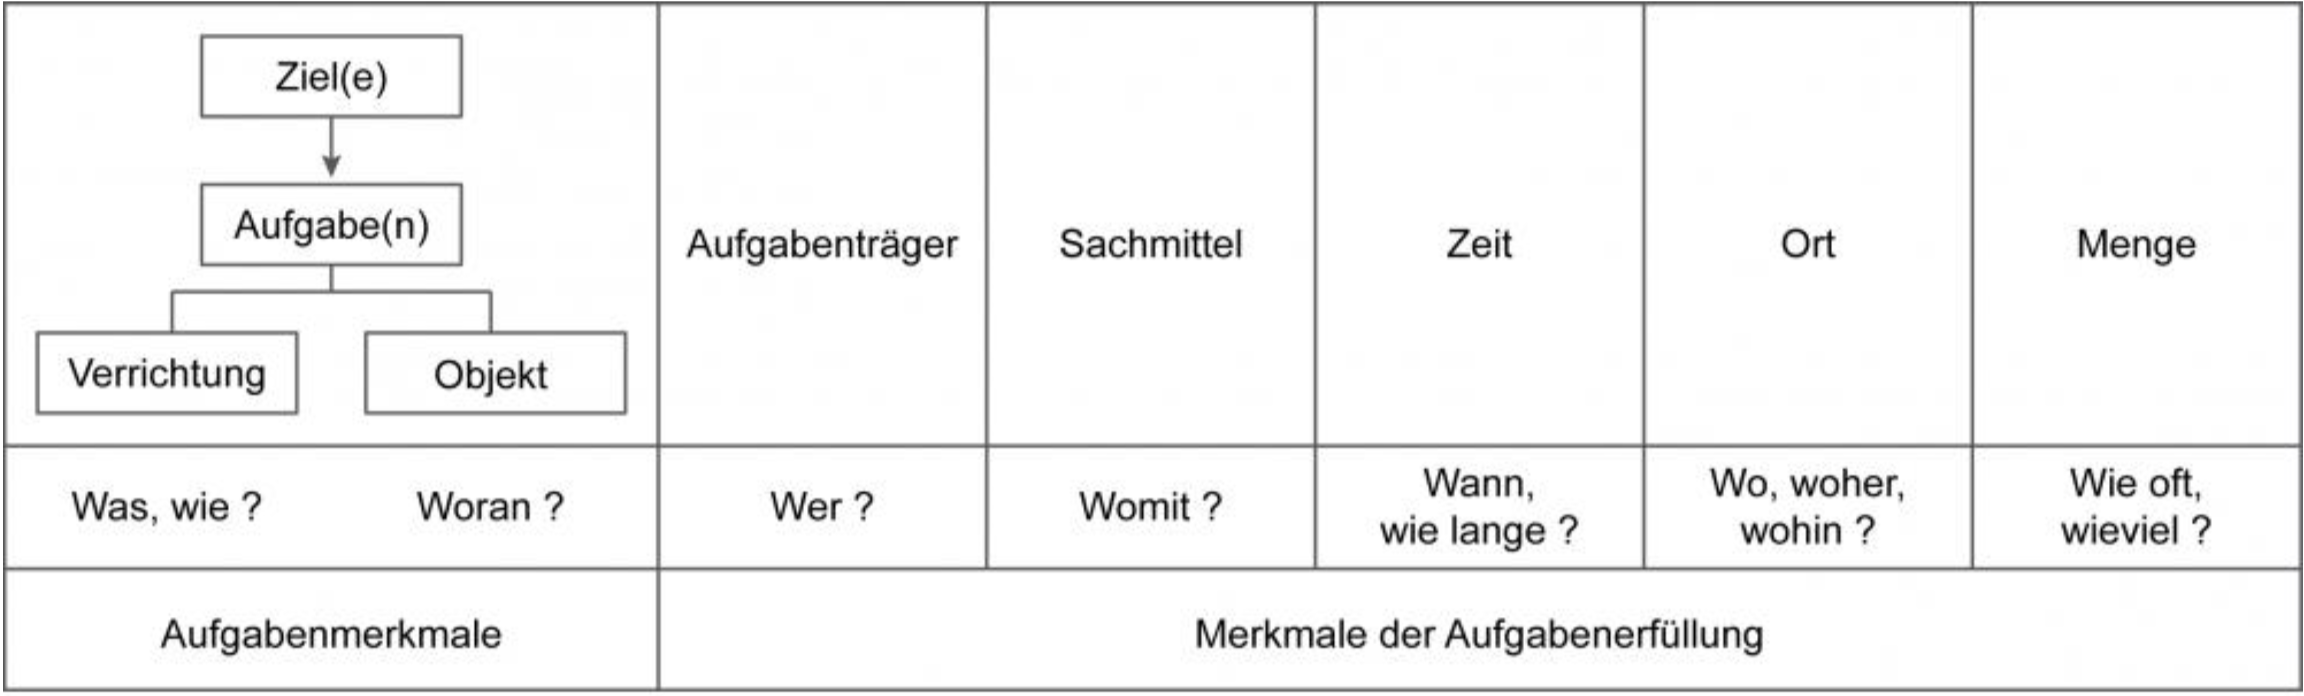 Ziel(e)
Aufgabe(n)
Verrichtung
Objekt
Aufgabenträger
Sachmittel
Zeit
Ort
Menge
Was, wie ?
Woran ?
Wer ?
Womit ?
Wann,
wie lange ?
Wo, woher,
wohin ?
Wie oft,
wieviel ?
Aufgabenmerkmale
Merkmale der Aufgabenerfüllung